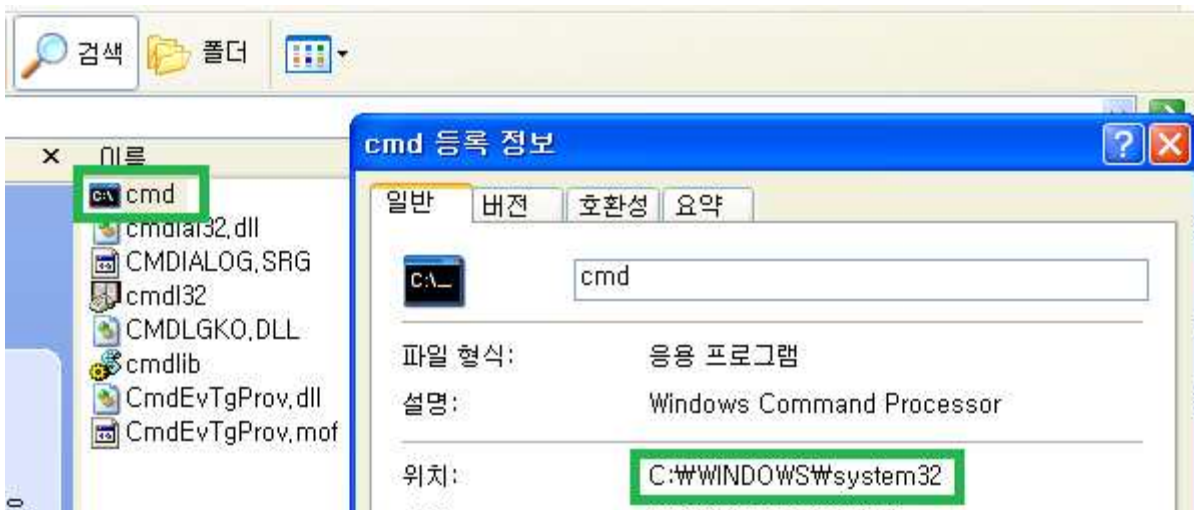 검색 폴더
cmd 등록 정보
이름
cmd
cmdial32.dll
CMDIALOG.SRG
cmdl32
CMDLGKO.DLL
cmdlib
CmdEvTgProv.dll
CmdEvTgProv.mof
일반 버전 호환성 요약
C:\_
cmd
파일 형식: 응용 프로그램
설명: Windows Command Processor
위치: C:₩WINDOWS₩system32